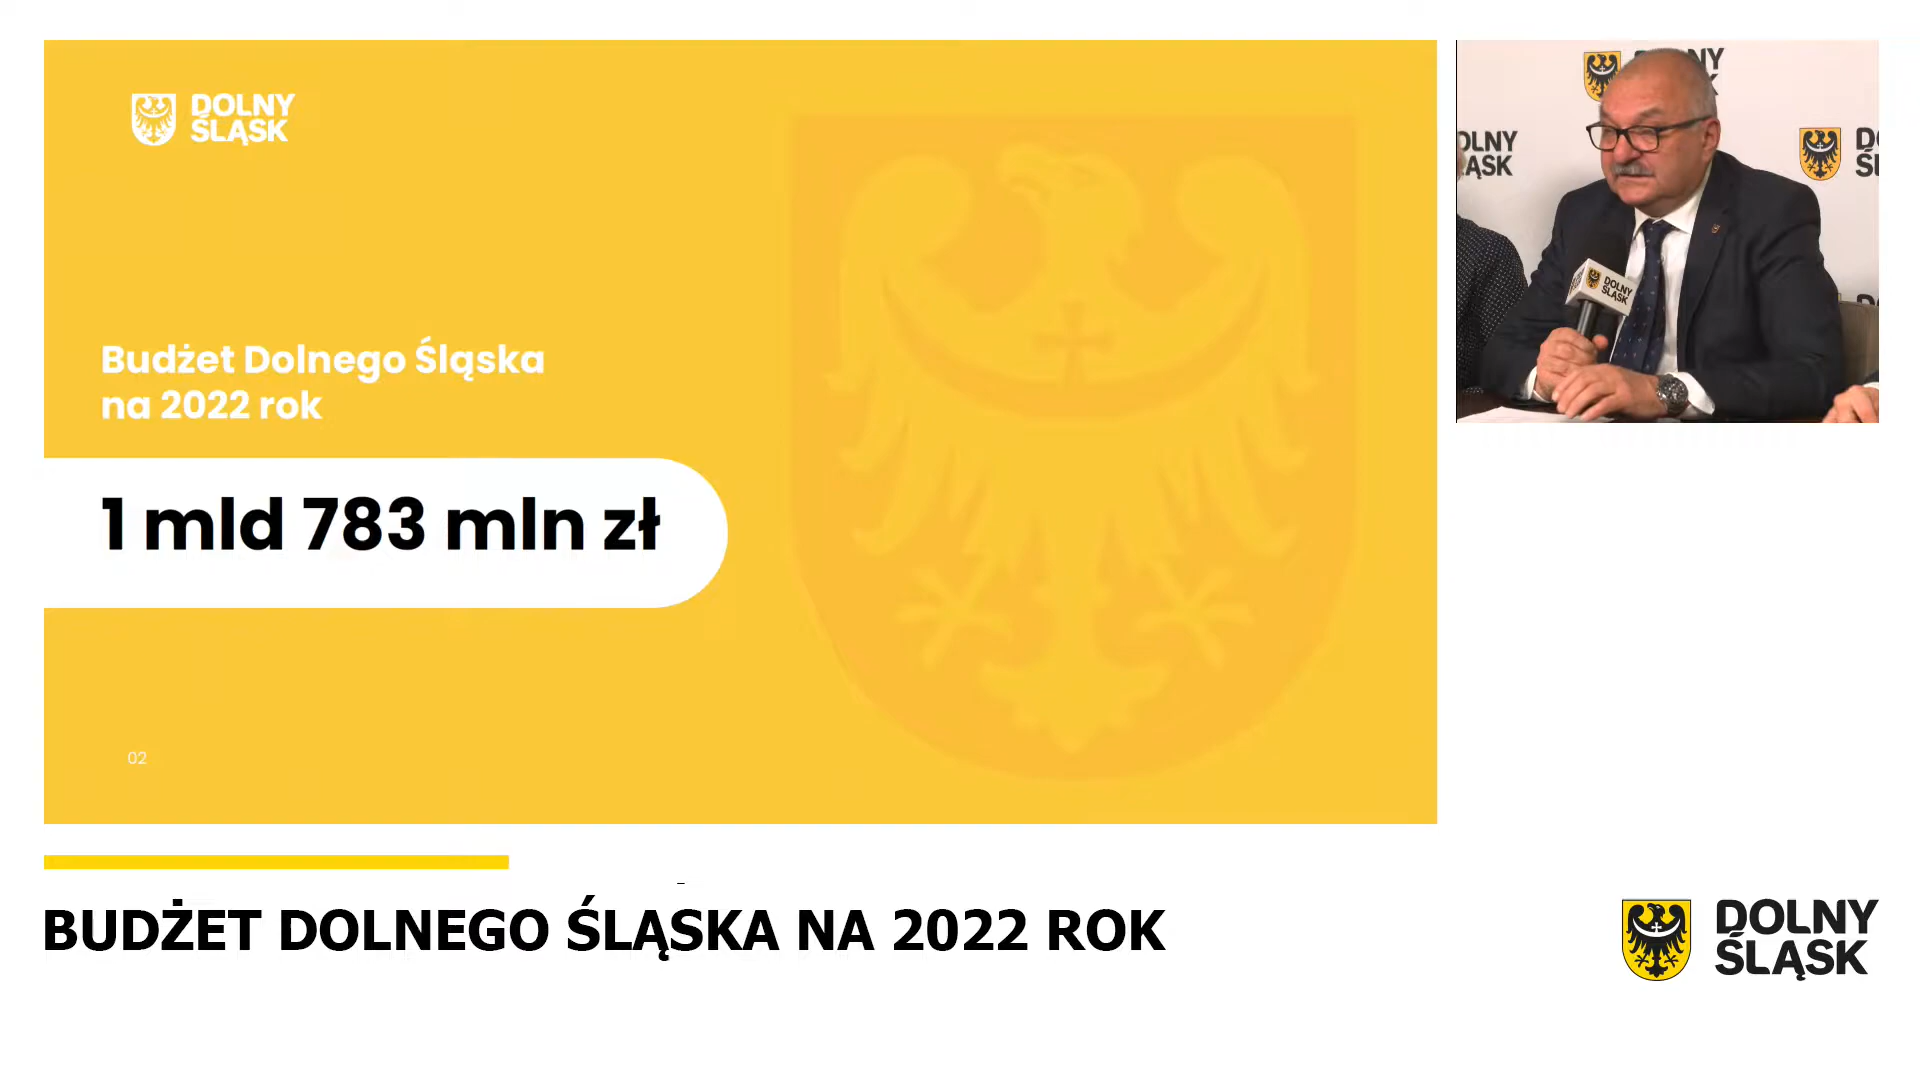 DOLNY
ŚLĄSK
Budżet Dolnego Śląska
na 2022 rok
1 mld 783 mln zł
02
DOLNY
ŚLĄSK
BUDŻET DOLNEGO ŚLĄSKA NA 2022 ROK
DOLNY
ŚLĄSK